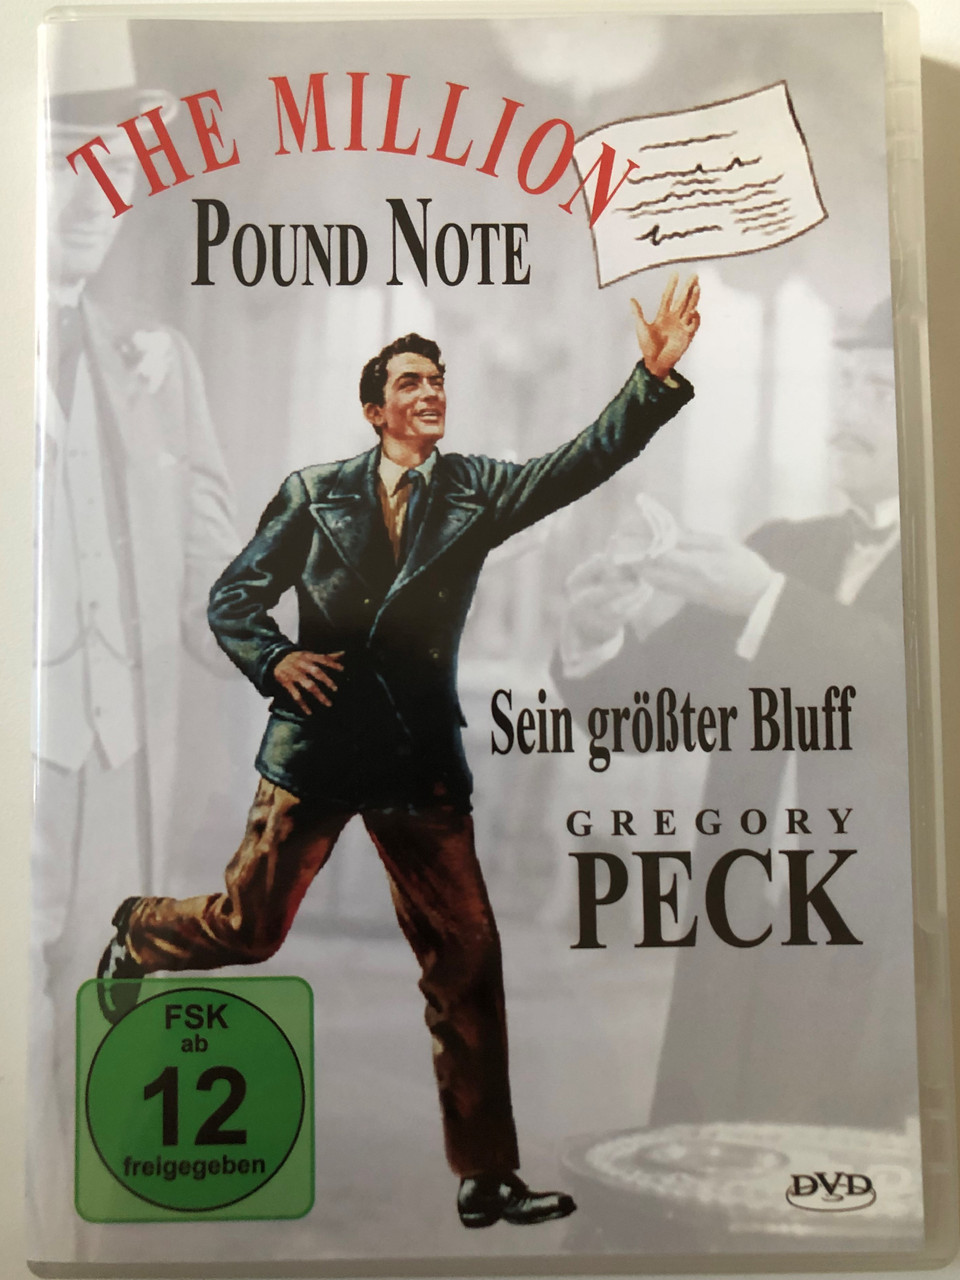 THE MILLION
POUND NOTE
Sein größter Bluff
GREGORY
PECK
FSK
ab
12
freigegeben
DVD